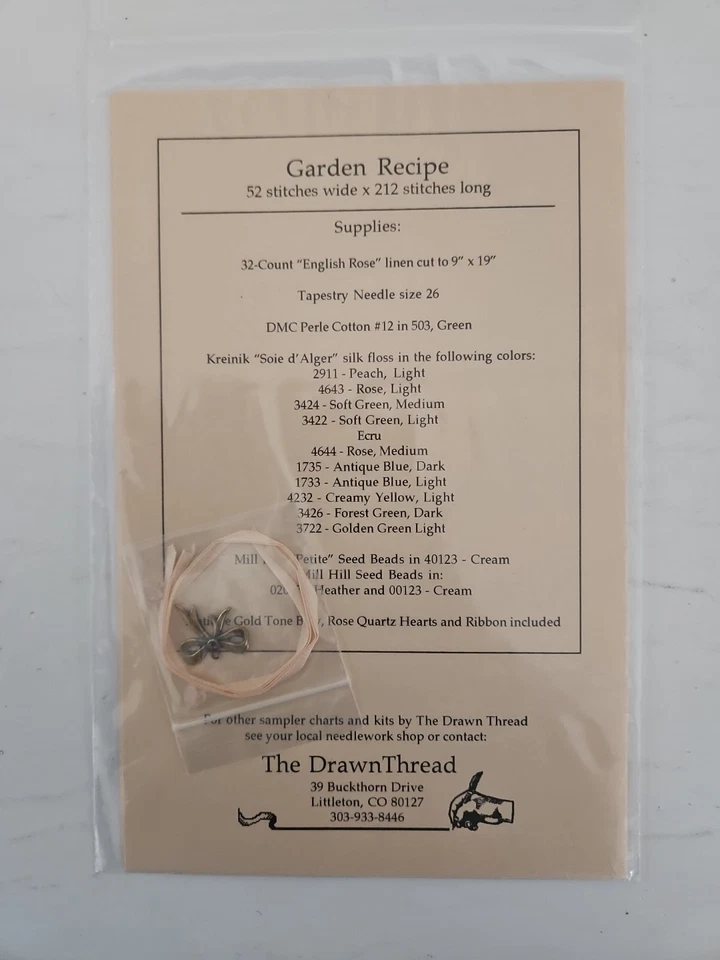 Garden Recipe
52 stitches wide x 212 stitches long
Supplies:
32-Count “English Rose” linen cut to 9” x 19”
Tapestry Needle size 26
DMC Perle Cotton #12 in 503, Green
Kreinik “Soie d’Alger” silk floss in the following colors:
2911 - Peach, Light
4643 - Rose, Light
3424 - Soft Green, Medium
3422 - Soft Green, Light
Ecru
4644 - Rose, Medium
1735 - Antique Blue, Dark
1733 - Antique Blue, Light
4232 - Creamy Yellow, Light
3426 - Forest Green, Dark
3722 - Golden Green Light
Mill “Petite” Seed Beads in 40123 - Cream
Mill Hill Seed Beads in:
Heather and 00123 - Cream
Gold Tone Rose Quartz Hearts and Ribbon included
For other sampler charts and kits by The Drawn Thread
see your local needlework shop or contact:
The DrawnThread
39 Buckthorn Drive
Littleton, CO 80127
303-933-8446